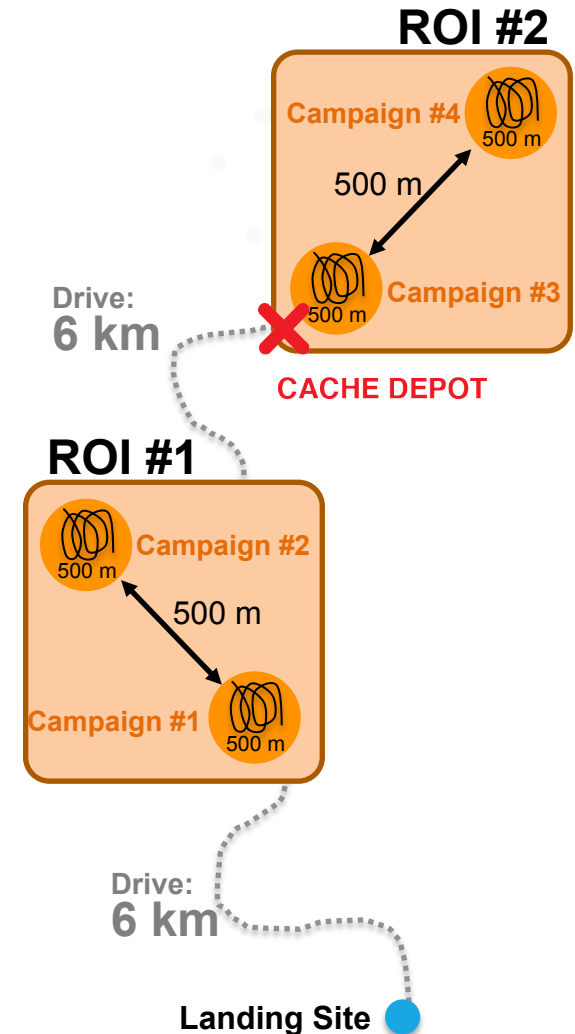 ROI #2
Campaign #4
500 m
500 m
Campaign #3
500 m
Drive:
6 km
CACHE DEPOT
ROI #1
Campaign #2
500 m
500 m
Campaign #1
500 m
Drive:
6 km
Landing Site